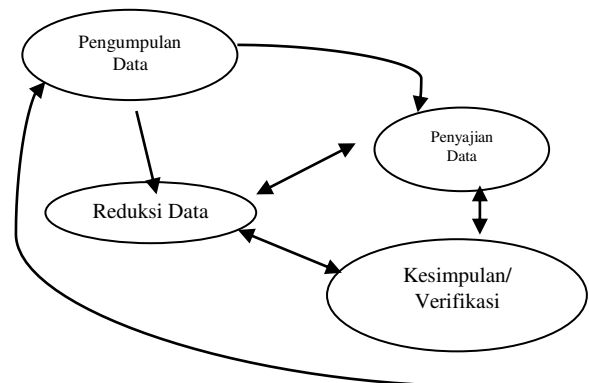 Pengumpulan
Data
Penyajian
Data
Reduksi Data
Kesimpulan/
Verifikasi